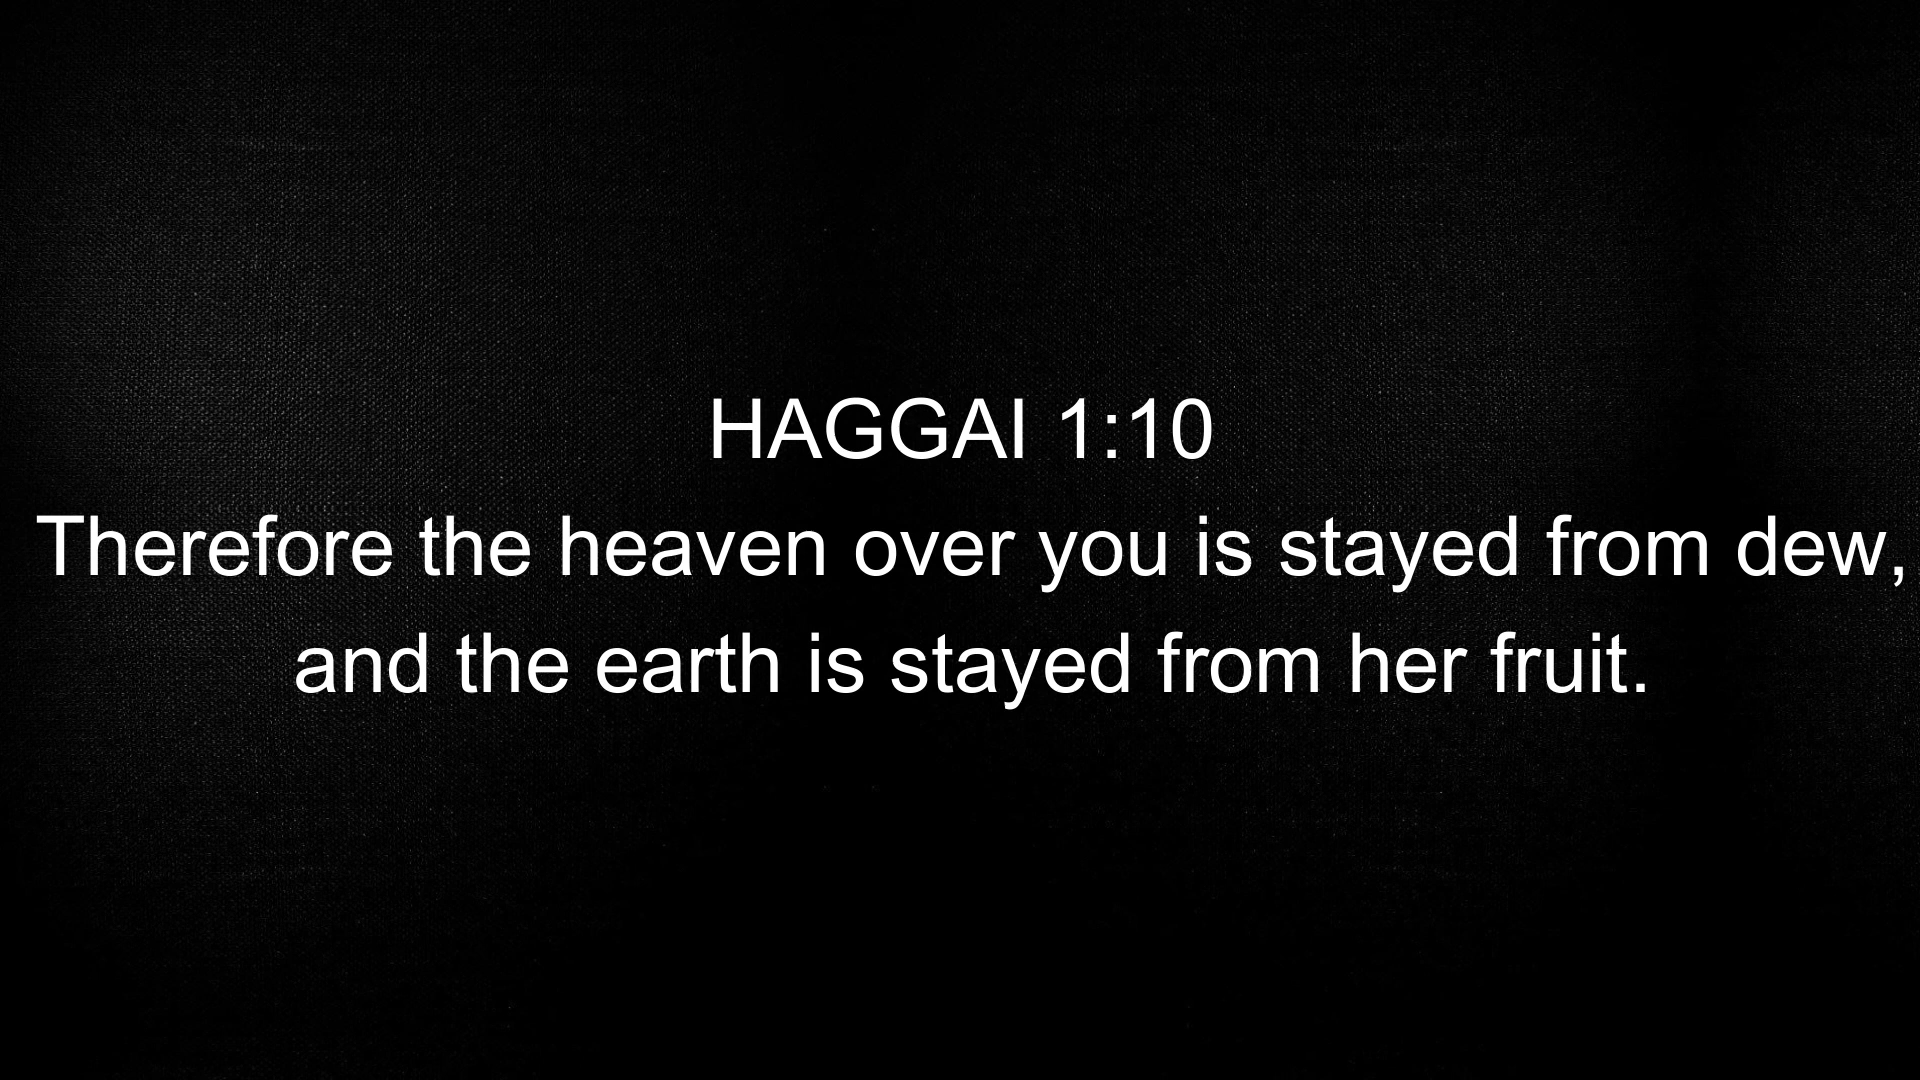 HAGGAI 1:10
Therefore the heaven over you is stayed from dew,
and the earth is stayed from her fruit.